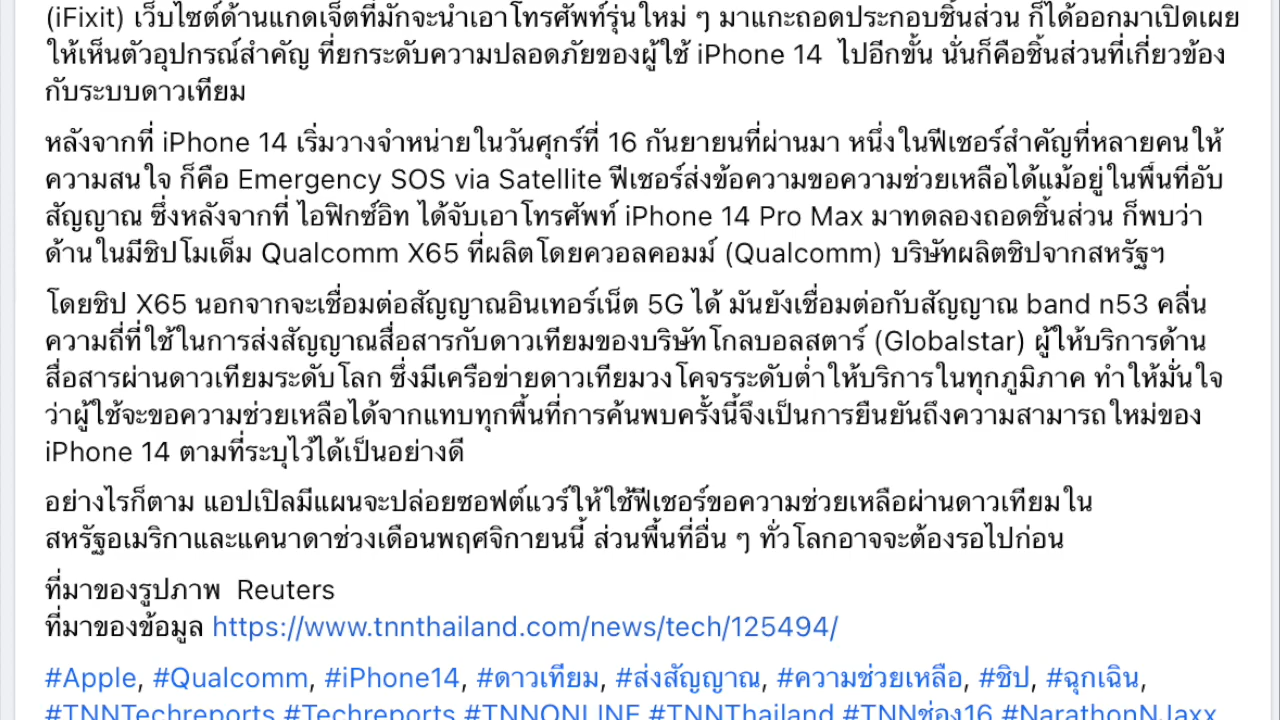 (iFixit) เว็บไซต์ด้านแกดเจ็ตที่มักจะนำเอาโทรศัพท์รุ่นใหม่ ๆ มาแกะถอดประกอบชิ้นส่วน ก็ได้ออกมาเปิดเผย
ให้เห็นตัวอุปกรณ์สำคัญ ที่ยกระดับความปลอดภัยของผู้ใช้ iPhone 14 ไปอีกขั้น นั่นก็คือชิ้นส่วนที่เกี่ยวข้อง
กับระบบดาวเทียม
หลังจากที่ iPhone 14 เริ่มวางจำหน่ายในวันศุกร์ที่ 16 กันยายนที่ผ่านมา หนึ่งในฟีเชอร์สำคัญที่หลายคนให้
ความสนใจ ก็คือ Emergency SOS via Satellite ฟีเชอร์ส่งข้อความขอความช่วยเหลือได้แม้อยู่ในพื้นที่อับ
สัญญาณ ซึ่งหลังจากที่ ไอฟิกซ์อิท ได้จับเอาโทรศัพท์ iPhone 14 Pro Max มาทดลองถอดชิ้นส่วน ก็พบว่า
ด้านในมีชิปโมเด็ม Qualcomm X65 ที่ผลิตโดยควอลคอมม์ (Qualcomm) บริษัทผลิตชิปจากสหรัฐฯ
โดยชิป X65 นอกจากจะเชื่อมต่อสัญญาณอินเทอร์เน็ต 5G ได้ มันยังเชื่อมต่อกับสัญญาณ band n53 คลื่น
ความถี่ที่ใช้ในการส่งสัญญาณสื่อสารกับดาวเทียมของบริษัทโกลบอลสตาร์ (Globalstar) ผู้ให้บริการด้าน
สื่อสารผ่านดาวเทียมระดับโลก ซึ่งมีเครือข่ายดาวเทียมวงโคจรระดับต่ำให้บริการในทุกภูมิภาค ทำให้มั่นใจ
ว่าผู้ใช้จะขอความช่วยเหลือได้จากแทบทุกพื้นที่การค้นพบครั้งนี้จึงเป็นการยืนยันถึงความสามารถใหม่ของ
iPhone 14 ตามที่ระบุไว้ได้เป็นอย่างดี
อย่างไรก็ตาม แอปเปิลมีแผนจะปล่อยซอฟต์แวร์ให้ใช้ฟีเชอร์ขอความช่วยเหลือผ่านดาวเทียมใน
สหรัฐอเมริกาและแคนาดาช่วงเดือนพฤศจิกายนนี้ ส่วนพื้นที่อื่น ๆ ทั่วโลกอาจจะต้องรอไปก่อน
ที่มาของรูปภาพ Reuters
ที่มาของข้อมูล https://www.tnnthailand.com/news/tech/125494/
#Apple, #Qualcomm, #iPhone14, #ดาวเทียม, #ส่งสัญญาณ, #ความช่วยเหลือ, #ชิป, #ฉุกเฉิน,
#TNNTechreports #Techreports #TNNONLINE #TNNThailand #TNNช่อง16 #NarathonNJaxx